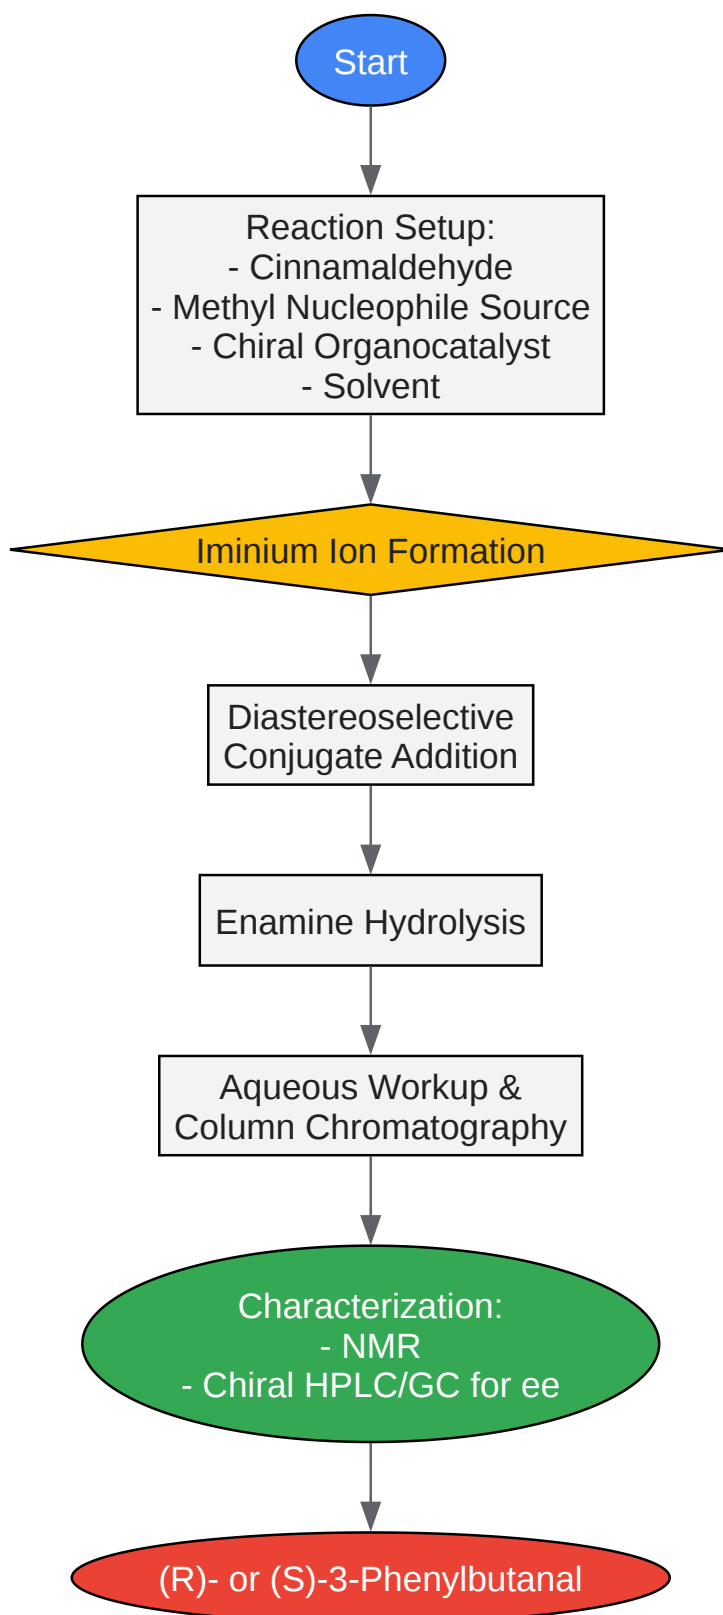 Start
Reaction Setup:
- Cinnamaldehyde
- Methyl Nucleophile Source
- Chiral Organocatalyst
- Solvent
Iminium Ion Formation
Diastereoselective
Conjugate Addition
Enamine Hydrolysis
Aqueous Workup &
Column Chromatography
Characterization:
- NMR
- Chiral HPLC/GC for ee
(R)- or (S)-3-Phenylbutanal